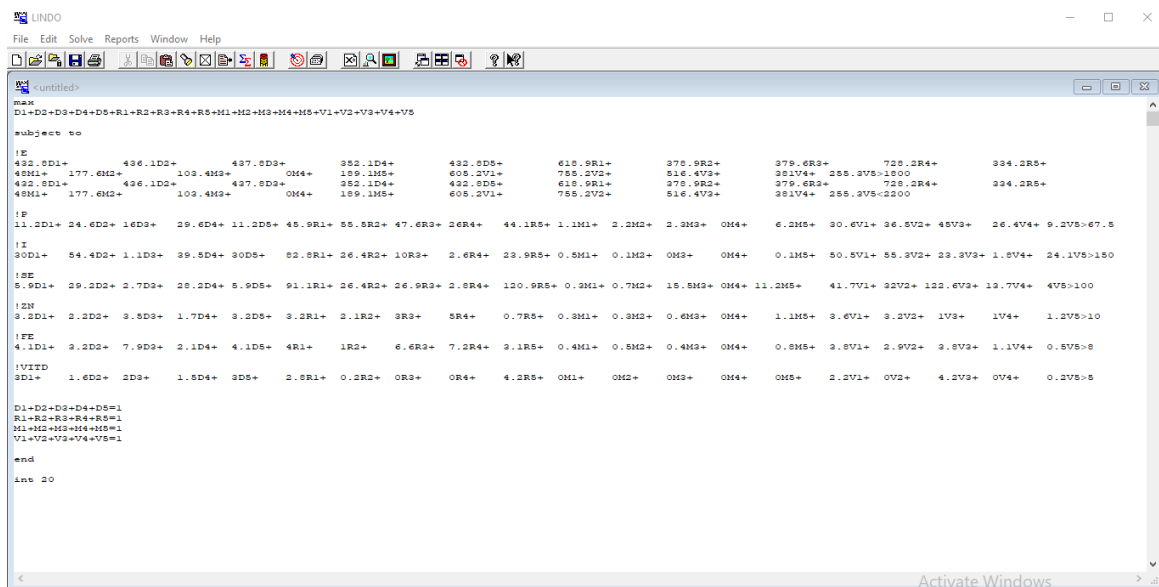 LINDO
File Edit Solve Reports Window Help
<untitled>
max
D1+D2+D3+D4+D5+R1+R2+R3+R4+R5+M1+M2+M3+M4+M5+V1+V2+V3+V4+V5
subject to
!E
432.8D1+ 436.1D2+ 437.8D3+ 352.1D4+ 432.8D5+ 618.9R1+ 378.9R2+ 379.6R3+ 728.2R4+ 334.2R5+
48M1+ 177.6M2+ 103.4M3+ 0M4+ 189.1M5+ 605.2V1+ 755.2V2+ 516.4V3+ 381V4+ 255.3V5>1800
432.8D1+ 436.1D2+ 437.8D3+ 352.1D4+ 432.8D5+ 618.9R1+ 378.9R2+ 379.6R3+ 728.2R4+ 334.2R5+
48M1+ 177.6M2+ 103.4M3+ 0M4+ 189.1M5+ 605.2V1+ 755.2V2+ 516.4V3+ 381V4+ 255.3V5<2200
!P
11.2D1+ 24.6D2+ 16D3+ 29.6D4+ 11.2D5+ 45.9R1+ 55.5R2+ 47.6R3+ 26R4+ 44.1R5+ 1.1M1+ 2.2M2+ 2.3M3+ 0M4+ 6.2M5+ 30.6V1+ 36.5V2+ 45V3+ 26.4V4+ 9.2V5>67.5
!I
30D1+ 54.4D2+ 1.1D3+ 39.5D4+ 30D5+ 82.8R1+ 26.4R2+ 10R3+ 2.6R4+ 23.9R5+ 0.5M1+ 0.1M2+ 0M3+ 0M4+ 0.1M5+ 50.5V1+ 55.3V2+ 23.3V3+ 1.8V4+ 24.1V5>150
!SE
5.9D1+ 29.2D2+ 2.7D3+ 28.2D4+ 5.9D5+ 91.1R1+ 26.4R2+ 26.9R3+ 2.8R4+ 120.9R5+ 0.3M1+ 0.7M2+ 15.5M3+ 0M4+ 11.2M5+ 41.7V1+ 32V2+ 122.6V3+ 13.7V4+ 4V5>100
!ZN
3.2D1+ 2.2D2+ 3.5D3+ 1.7D4+ 3.2D5+ 3.2R1+ 2.1R2+ 3R3+ 5R4+ 0.7R5+ 0.3M1+ 0.3M2+ 0.6M3+ 0M4+ 1.1M5+ 3.6V1+ 3.2V2+ 1V3+ 1V4+ 1.2V5>10
!FE
4.1D1+ 3.2D2+ 7.9D3+ 2.1D4+ 4.1D5+ 4R1+ 1R2+ 6.6R3+ 7.2R4+ 3.1R5+ 0.4M1+ 0.5M2+ 0.4M3+ 0M4+ 0.8M5+ 3.8V1+ 2.9V2+ 3.8V3+ 1.1V4+ 0.5V5>8
!VITD
3D1+ 1.6D2+ 2D3+ 1.5D4+ 3D5+ 2.8R1+ 0.2R2+ 0R3+ 0R4+ 4.2R5+ 0M1+ 0M2+ 0M3+ 0M4+ 0M5+ 2.2V1+ 0V2+ 4.2V3+ 0V4+ 0.2V5>5
D1+D2+D3+D4+D5=1
R1+R2+R3+R4+R5=1
M1+M2+M3+M4+M5=1
V1+V2+V3+V4+V5=1
end
int 20
Activate Windows